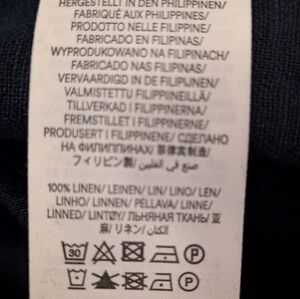 HERGESTELLT IN DEN PHILIPPINEN/
FABRIQUÉ AUX PHILIPPINES/
PRODOTTO NELLE FILIPPINE/
FABRICADO EN FILIPINAS/
WYPRODUKOWANO NA FILIPINACH/
FABRICADO NAS FILIPINAS/
VERVAARDIGD IN DE FILIPIJNEN/
VALMISTETTU FILIPPIINEILLÄ/
TILLVERKAD I FILIPPINERNA/
FREMSTILLET I FILIPPINERNE/
PRODUSERT I FILIPPINENE/ СДЕЛАНО
НА ФИЛИППИНАХ/ 菲律宾制造/
フィリピン製/ صنع في الفلبين
100% LINEN/ LEINEN/ LIN/ LINO/ LEN/
LINHO/ LINNEN/ PELLAVA/ LINNE/
LINNED/ LINTØY/ ЛЬНЯНАЯ ТКАНЬ/ 亚
麻/ リネン/ الكتان
30 P
P